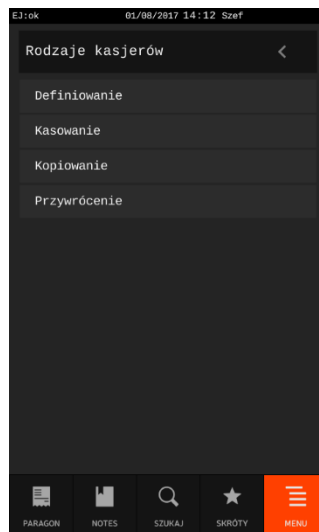 EJ:ok 01/08/2017 14:12 Szef
Rodzaje kasjerów
Definiowanie
Kasowanie
Kopiowanie
Przywrócenie
PARAGON NOTES SZUKAJ SKRÓTY MENU